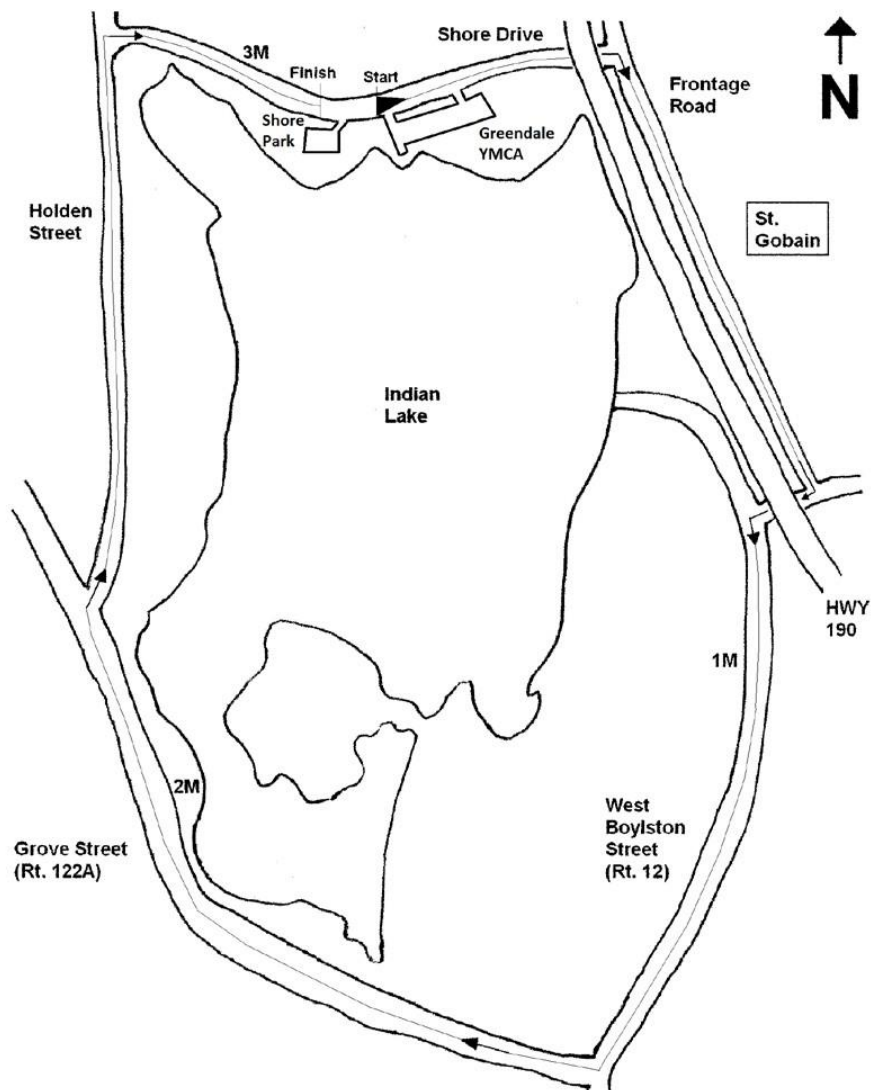 Shore Drive
3M
Finish
Start
Frontage
Road
N
Shore
Park
Greendale
YMCA
Holden
Street
St.
Gobain
Indian
Lake
HWY
190
1M
2M
West
Boylston
Street
(Rt. 12)
Grove Street
(Rt. 122A)